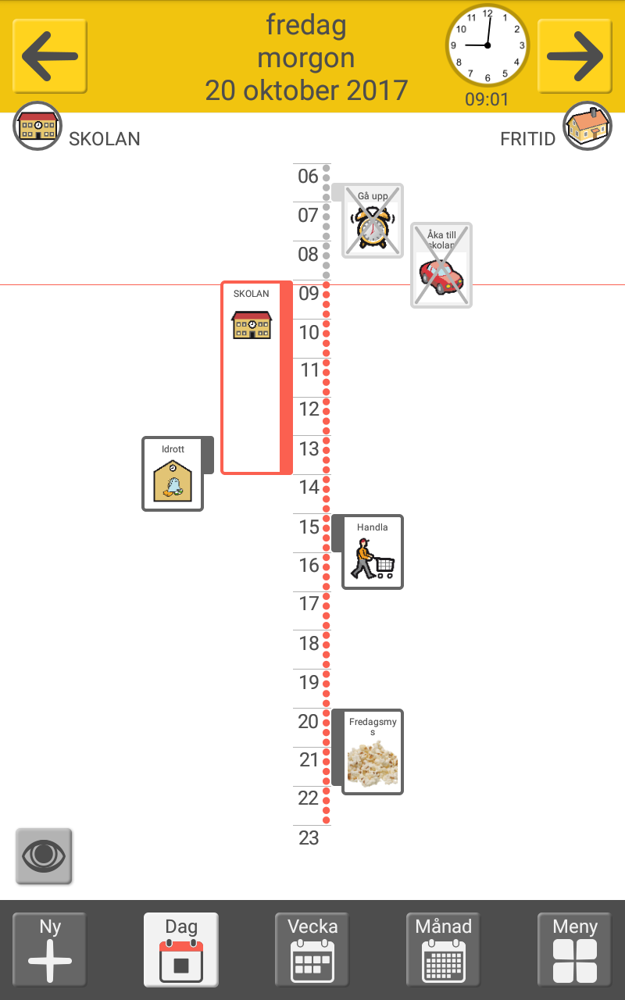 fredag
morgon
20 oktober 2017
12
1
2
3
4
5
6
7
8
9
10
11
09:01
SKOLAN
FRITID
06
Gå upp
07
Åka till
skolan
08
09
SKOLAN
10
11
12
13
Idrott
14
15
Handla
16
17
18
19
20
Fredagsmy
s
21
22
23
Ny
Dag
Vecka
Månad
Meny